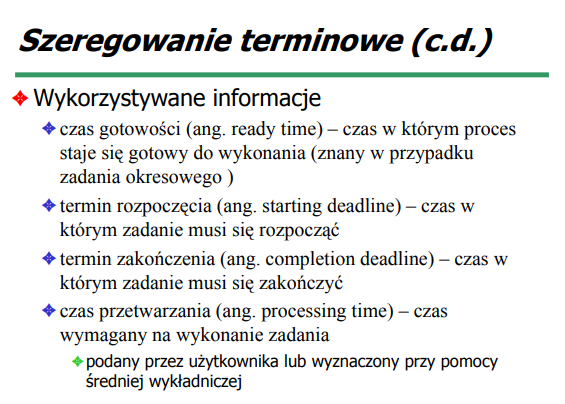 Szeregowanie terminowe (c.d.)
Wykorzystywane informacje
czas gotowości (ang. ready time) – czas w którym proces
staje się gotowy do wykonania (znany w przypadku
zadania okresowego )
termin rozpoczęcia (ang. starting deadline) – czas w
którym zadanie musi się rozpocząć
termin zakończenia (ang. completion deadline) – czas w
którym zadanie musi się zakończyć
czas przetwarzania (ang. processing time) – czas
wymagany na wykonanie zadania
podany przez użytkownika lub wyznaczony przy pomocy
średniej wykładniczej